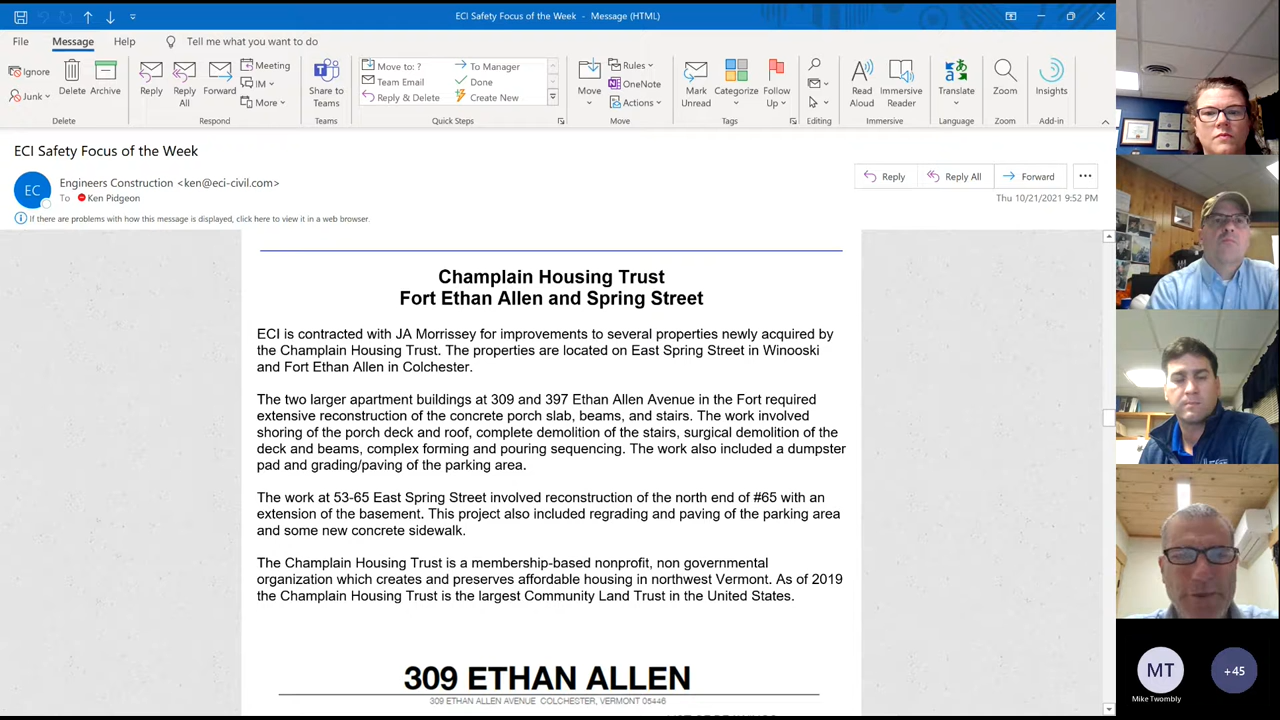 ECI Safety Focus of the Week - Message (HTML)
File Message Help Tell me what you want to do
Ignore
Junk
Delete
Archive
Reply
Reply All
Forward
Meeting
IM
More
Share to Teams
Move to: ?
Team Email
Reply & Delete
To Manager
Done
Create New
Move
Rules
OneNote
Actions
Mark Unread
Categorize
Follow Up
Read Aloud
Immersive Reader
Translate
Zoom
Insights
Delete Respond Teams Quick Steps Move Tags Editing Immersive Language Zoom Add-in
ECI Safety Focus of the Week
EC
Engineers Construction <ken@eci-civil.com>
To Ken Pidgeon
Reply Reply All Forward
Thu 10/21/2021 9:52 PM
If there are problems with how this message is displayed, click here to view it in a web browser.
Champlain Housing Trust
Fort Ethan Allen and Spring Street
ECI is contracted with JA Morrissey for improvements to several properties newly acquired by
the Champlain Housing Trust. The properties are located on East Spring Street in Winooski
and Fort Ethan Allen in Colchester.
The two larger apartment buildings at 309 and 397 Ethan Allen Avenue in the Fort required
extensive reconstruction of the concrete porch slab, beams, and stairs. The work involved
shoring of the porch deck and roof, complete demolition of the stairs, surgical demolition of the
deck and beams, complex forming and pouring sequencing. The work also included a dumpster
pad and grading/paving of the parking area.
The work at 53-65 East Spring Street involved reconstruction of the north end of #65 with an
extension of the basement. This project also included regrading and paving of the parking area
and some new concrete sidewalk.
The Champlain Housing Trust is a membership-based nonprofit, non governmental
organization which creates and preserves affordable housing in northwest Vermont. As of 2019
the Champlain Housing Trust is the largest Community Land Trust in the United States.
309 ETHAN ALLEN
309 ETHAN ALLEN AVENUE COLCHESTER, VERMONT 05446
MT
Mike Twombly
+45